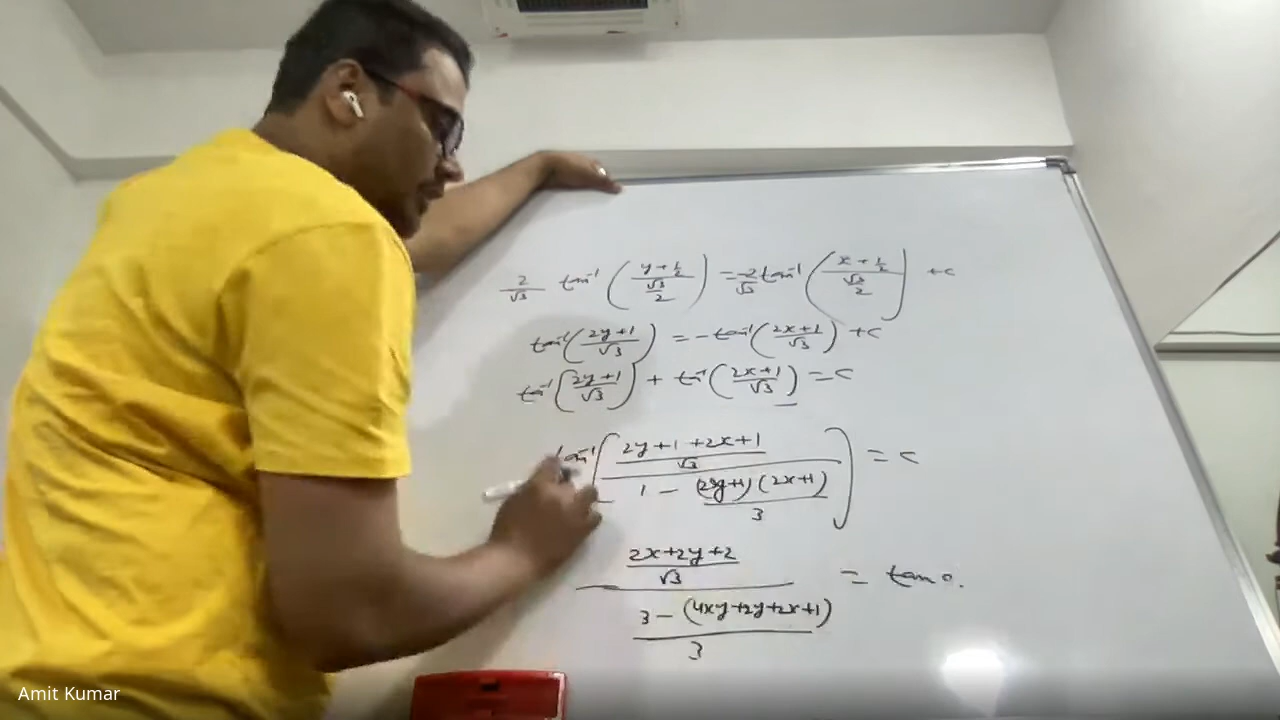 2/√3 tan⁻¹ ( (y + 1/2) / (√3/2) ) = -2/√3 tan⁻¹ ( (x + 1/2) / (√3/2) ) + c
tan⁻¹ ( (2y+1)/√3 ) = - tan⁻¹ ( (2x+1)/√3 ) + c
tan⁻¹ ( (2y+1)/√3 ) + tan⁻¹ ( (2x+1)/√3 ) = c
tan⁻¹ ( ( (2y+1+2x+1)/√3 ) / ( 1 - (2y+1)(2x+1)/3 ) ) = c
( (2x+2y+2)/√3 ) / ( (3 - (4xy+2y+2x+1))/3 ) = tan c.
Amit Kumar